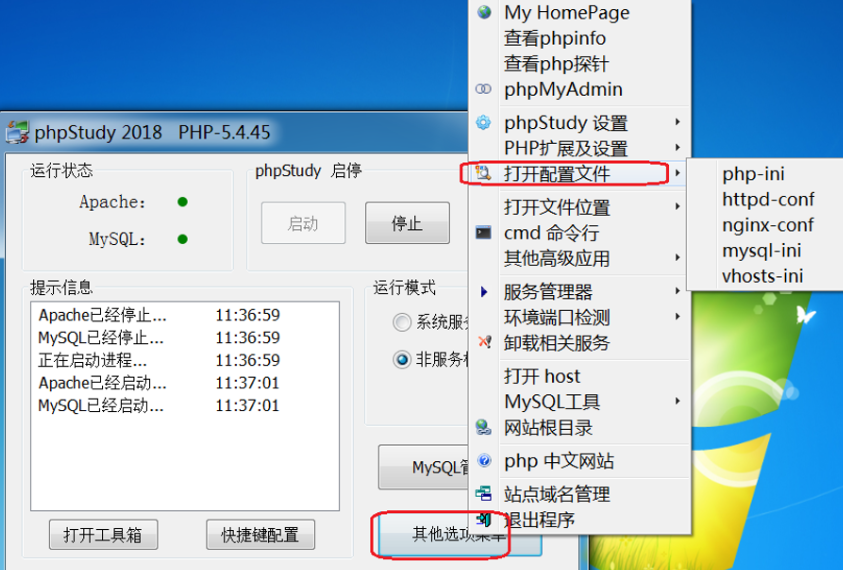 phpStudy 2018 PHP-5.4.45
运行状态
Apache:
MySQL:
phpStudy 启停
启动
停止
提示信息
Apache已经停止... 11:36:59
MySQL已经停止... 11:36:59
正在启动进程... 11:36:59
Apache已经启动... 11:37:01
MySQL已经启动... 11:37:01
运行模式
系统服务
非服务模
MySQL管
打开工具箱
快捷键配置
其他选项菜单
My HomePage
查看phpinfo
查看php探针
phpMyAdmin
phpStudy 设置
PHP扩展及设置
打开配置文件
打开文件位置
cmd 命令行
其他高级应用
服务管理器
环境端口检测
卸载相关服务
打开 host
MySQL工具
网站根目录
php 中文网站
站点域名管理
退出程序
php-ini
httpd-conf
nginx-conf
mysql-ini
vhosts-ini